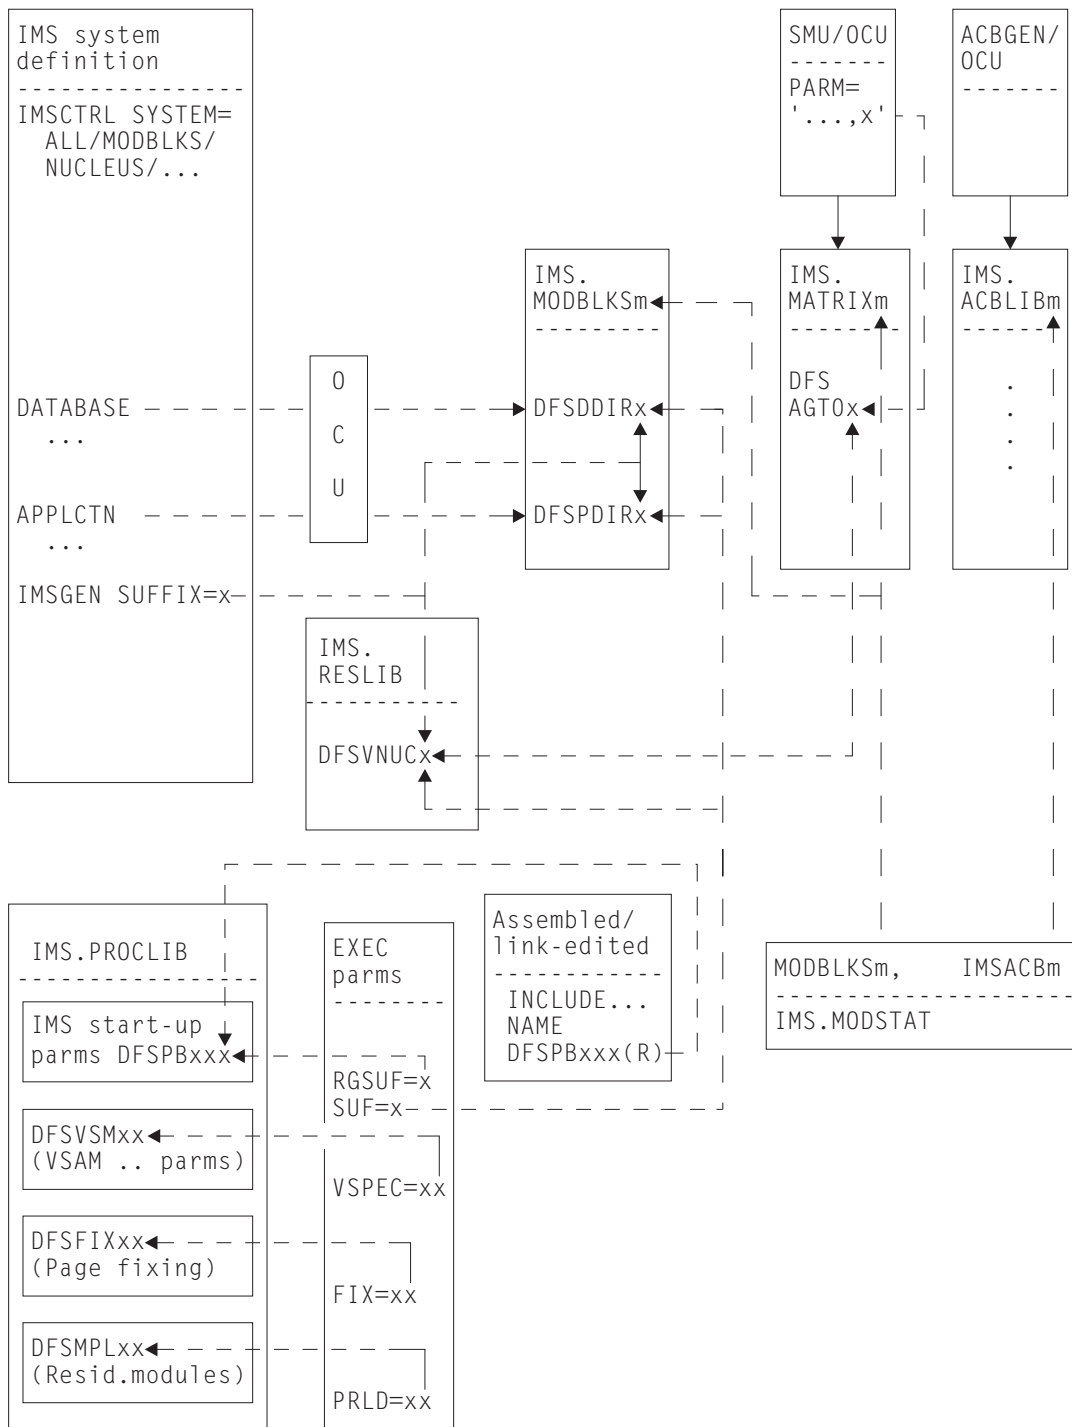 IMS system
definition
----------------
IMSCTRL SYSTEM=
ALL/MODBLKS/
NUCLEUS/...
DATABASE
...
APPLCTN
...
IMSGEN SUFFIX=x
O
C
U
IMS.
MODBLKSm
---------
DFSDDIRx
DFSPDIRx
SMU/OCU
-------
PARM=
'...,x'
ACBGEN/
OCU
-------
IMS.
MATRIXm
--------
DFS
AGTOx
IMS.
ACBLIBm
-------
.
.
.
.
IMS.
RESLIB
-----------
DFSVNUCx
IMS.PROCLIB
-----------------
IMS start-up
parms DFSPBxxx
DFSVSMxx
(VSAM .. parms)
DFSFIXxx
(Page fixing)
DFSMPLxx
(Resid.modules)
EXEC
parms
--------
RGSUF=x
SUF=x
VSPEC=xx
FIX=xx
PRLD=xx
Assembled/
link-edited
------------
INCLUDE...
NAME
DFSPBxxx(R)
MODBLKSm, IMSACBm
---------------------
IMS.MODSTAT